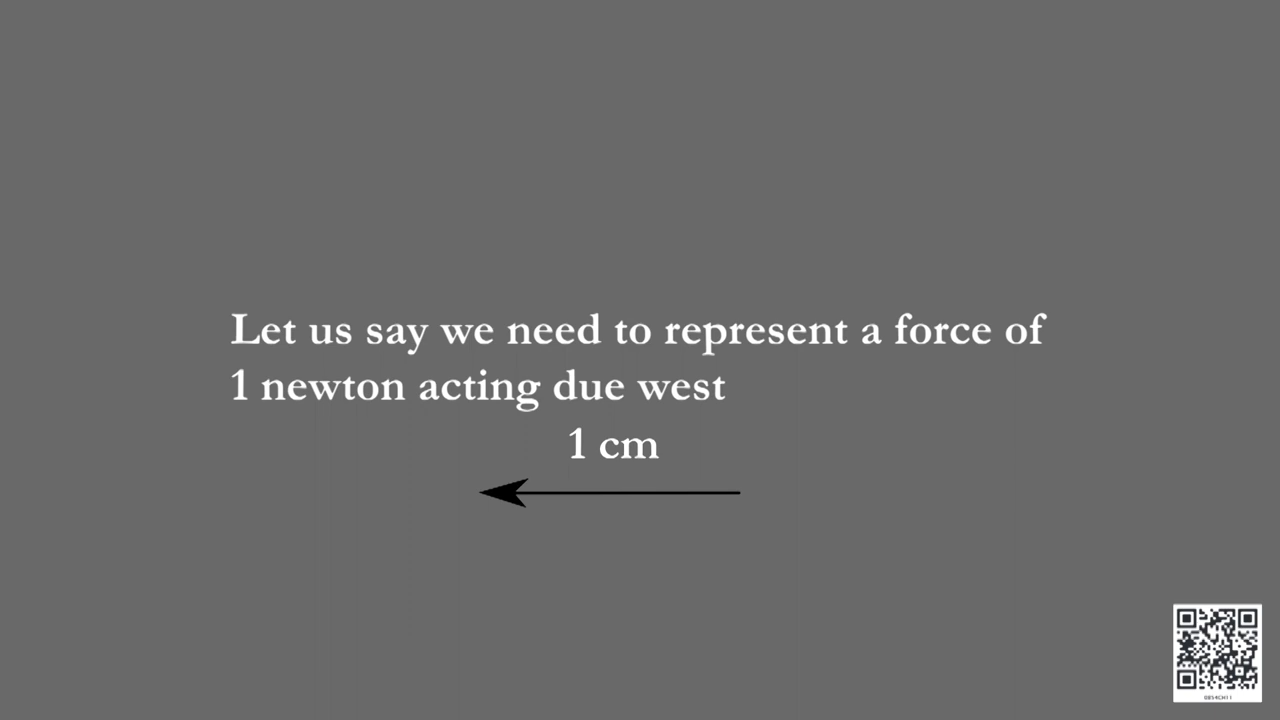 Let us say we need to represent a force of
1 newton acting due west
1 cm